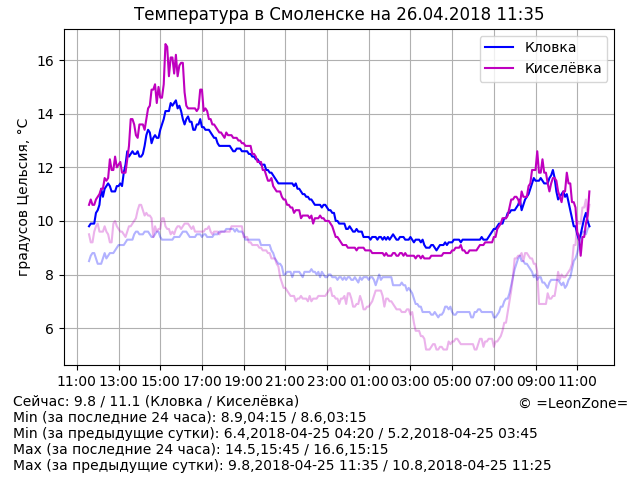 Температура в Смоленске на 26.04.2018 11:35
градусов Цельсия, °C
16
14
12
10
8
6
Кловка
Киселёвка
11:00 13:00 15:00 17:00 19:00 21:00 23:00 01:00 03:00 05:00 07:00 09:00 11:00
Сейчас: 9.8 / 11.1 (Кловка / Киселёвка)
© =LeonZone=
Min (за последние 24 часа): 8.9,04:15 / 8.6,03:15
Min (за предыдущие сутки): 6.4,2018-04-25 04:20 / 5.2,2018-04-25 03:45
Max (за последние 24 часа): 14.5,15:45 / 16.6,15:15
Max (за предыдущие сутки): 9.8,2018-04-25 11:35 / 10.8,2018-04-25 11:25